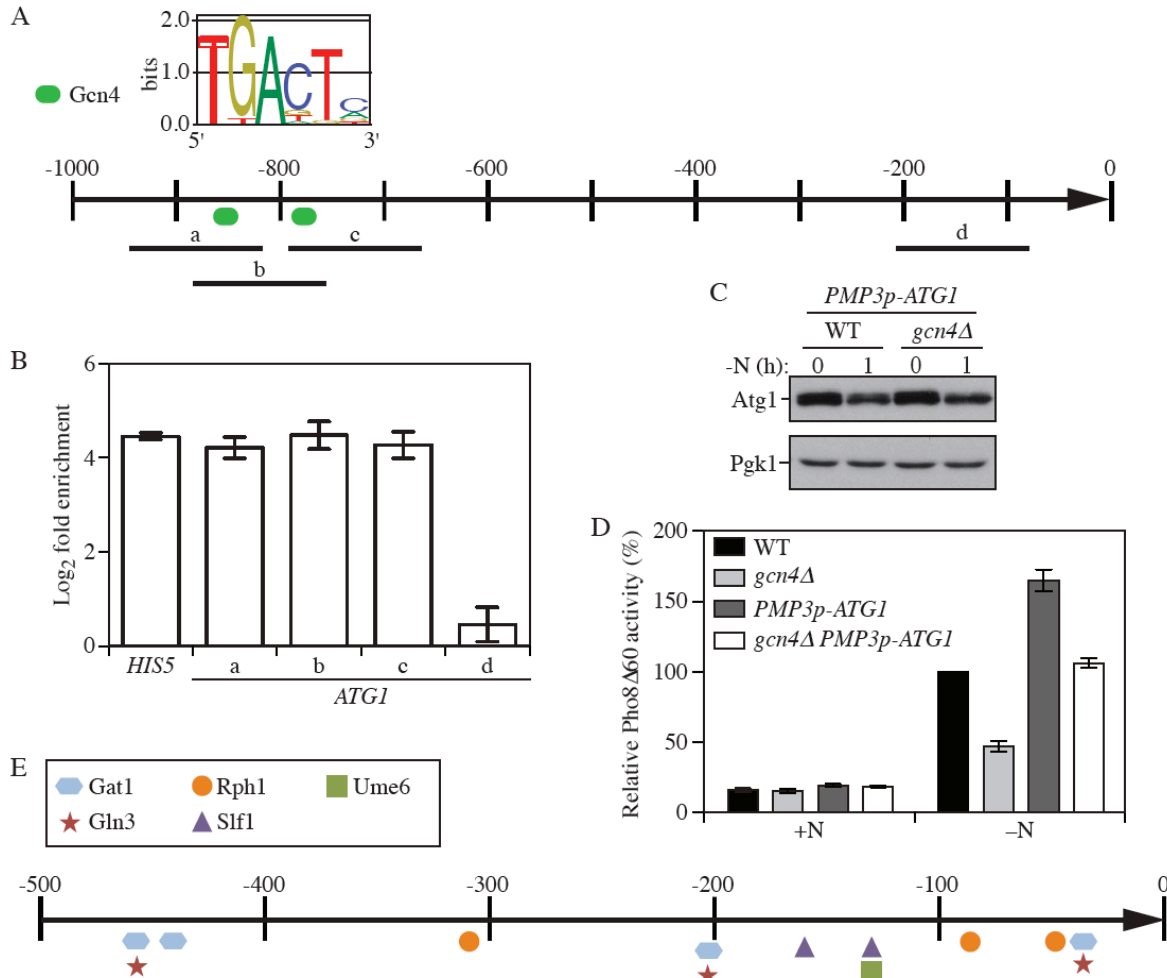 A
2.0
bits
1.0
0.0
TGACTC
5' 3'
Gcn4
-1000 -800 -600 -400 -200 0
a c d
b
C
PMP3p-ATG1
WT gcn4Δ
-N (h): 0 1 0 1
Atg1
Pgk1
B
Log2 fold enrichment
6
4
2
0
HIS5 a b c d
ATG1
D
Relative Pho8Δ60 activity (%)
200
150
100
50
0
WT
gcn4Δ
PMP3p-ATG1
gcn4Δ PMP3p-ATG1
+N –N
E
Gat1 Rph1 Ume6
Gln3 Slf1
-500 -400 -300 -200 -100 0